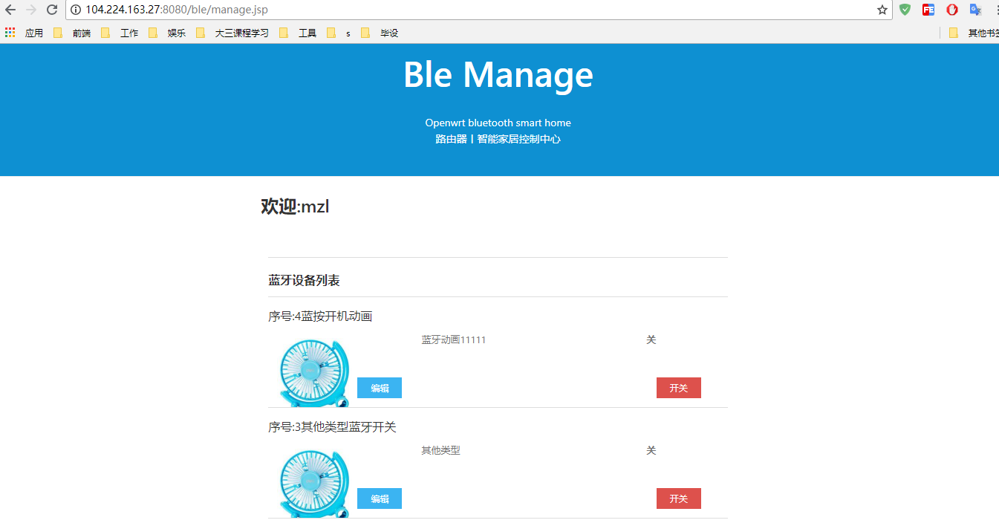 104.224.163.27:8080/ble/manage.jsp
应用 前端 工作 娱乐 大三课程学习 工具 s 毕设 其他书签
Ble Manage
Openwrt bluetooth smart home
路由器丨智能家居控制中心
欢迎:mzl
蓝牙设备列表
序号:4蓝按开机动画
蓝牙动画11111 关
编辑 开关
序号:3其他类型蓝牙开关
其他类型 关
编辑 开关